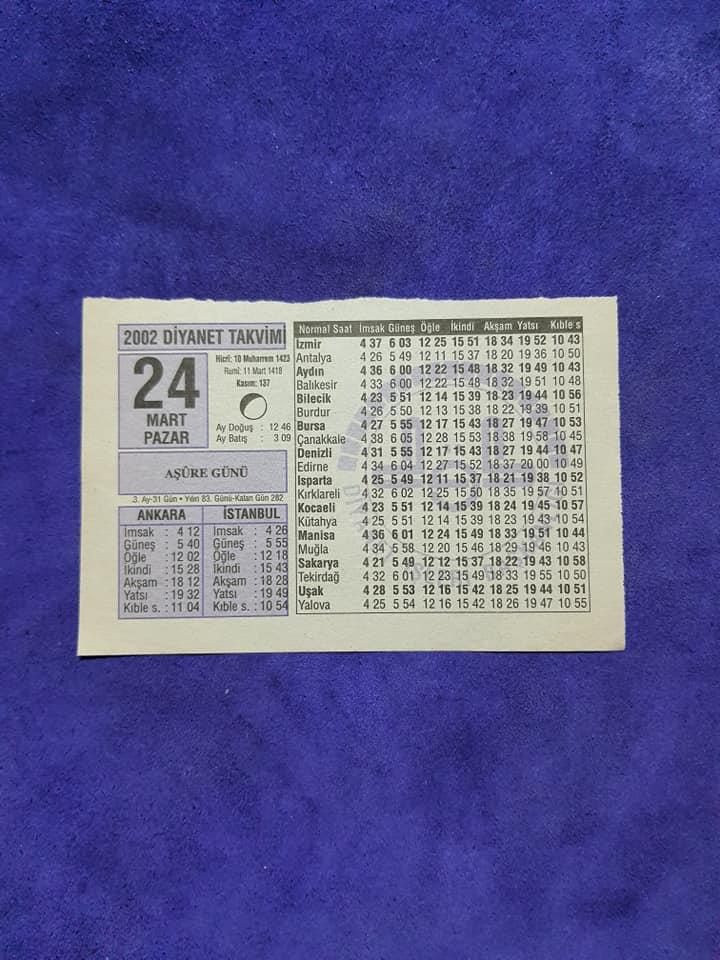 2002 DİYANET TAKVİMİ
24
MART
PAZAR
Hicrî: 10 Muharrem 1423
Rumî: 11 Mart 1418
Kasım: 137
Ay Doğuş : 12 46
Ay Batış : 3 09
AŞÛRE GÜNÜ
3. Ay-31 Gün • Yılın 83. Günü-Kalan Gün 282
ANKARA
İmsak : 4 12
Güneş : 5 40
Öğle : 12 02
İkindi : 15 28
Akşam : 18 12
Yatsı : 19 32
Kıble s. : 11 04
İSTANBUL
İmsak : 4 26
Güneş : 5 55
Öğle : 12 18
İkindi : 15 43
Akşam : 18 28
Yatsı : 19 49
Kıble s. : 10 54
Normal Saat İmsak Güneş Öğle İkindi Akşam Yatsı Kıble s
İzmir 4 37 6 03 12 25 15 51 18 34 19 52 10 43
Antalya 4 26 5 49 12 11 15 37 18 20 19 36 10 50
Aydın 4 36 6 00 12 22 15 48 18 32 19 49 10 43
Balıkesir 4 33 6 00 12 22 15 48 18 32 19 50 10 45
Bilecik 4 23 5 51 12 14 15 39 18 23 19 44 10 56
Burdur 4 26 5 50 12 13 15 38 18 22 19 39 10 51
Bursa 4 27 5 55 12 17 15 43 18 27 19 47 10 53
Çanakkale 4 38 6 05 12 28 15 53 18 38 19 58 10 45
Denizli 4 31 5 55 12 17 15 43 18 27 19 44 10 47
Edirne 4 34 6 04 12 27 15 52 18 37 20 00 10 49
Isparta 4 25 5 49 12 11 15 37 18 21 19 38 10 52
Kırklareli 4 32 6 02 12 25 15 50 18 35 19 57 10 51
Kocaeli 4 23 5 51 12 14 15 39 18 24 19 45 10 57
Kütahya 4 25 5 51 12 14 15 39 18 23 19 43 10 54
Manisa 4 36 6 01 12 24 15 49 18 33 19 51 10 44
Muğla 4 34 5 58 12 20 15 46 18 29 19 46 10 43
Sakarya 4 21 5 49 12 12 15 37 18 22 19 43 10 58
Tekirdağ 4 32 6 01 12 23 15 49 18 33 19 55 10 50
Uşak 4 28 5 53 12 16 15 42 18 25 19 44 10 51
Yalova 4 25 5 54 12 16 15 42 18 26 19 47 10 55